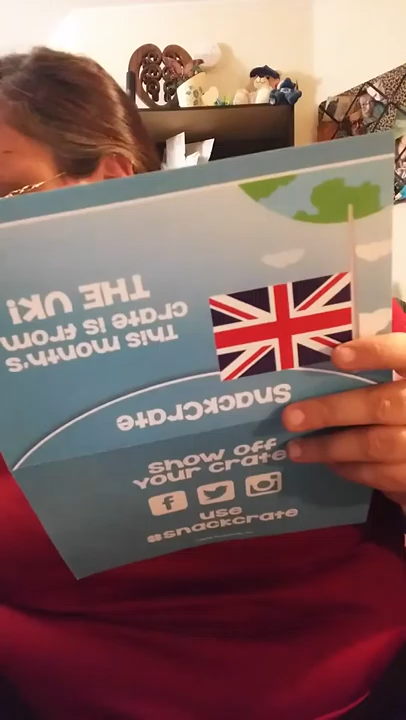 This month's
crate is from
THE UK!
SnackCrate
Show off
your crate
use
#snackcrate